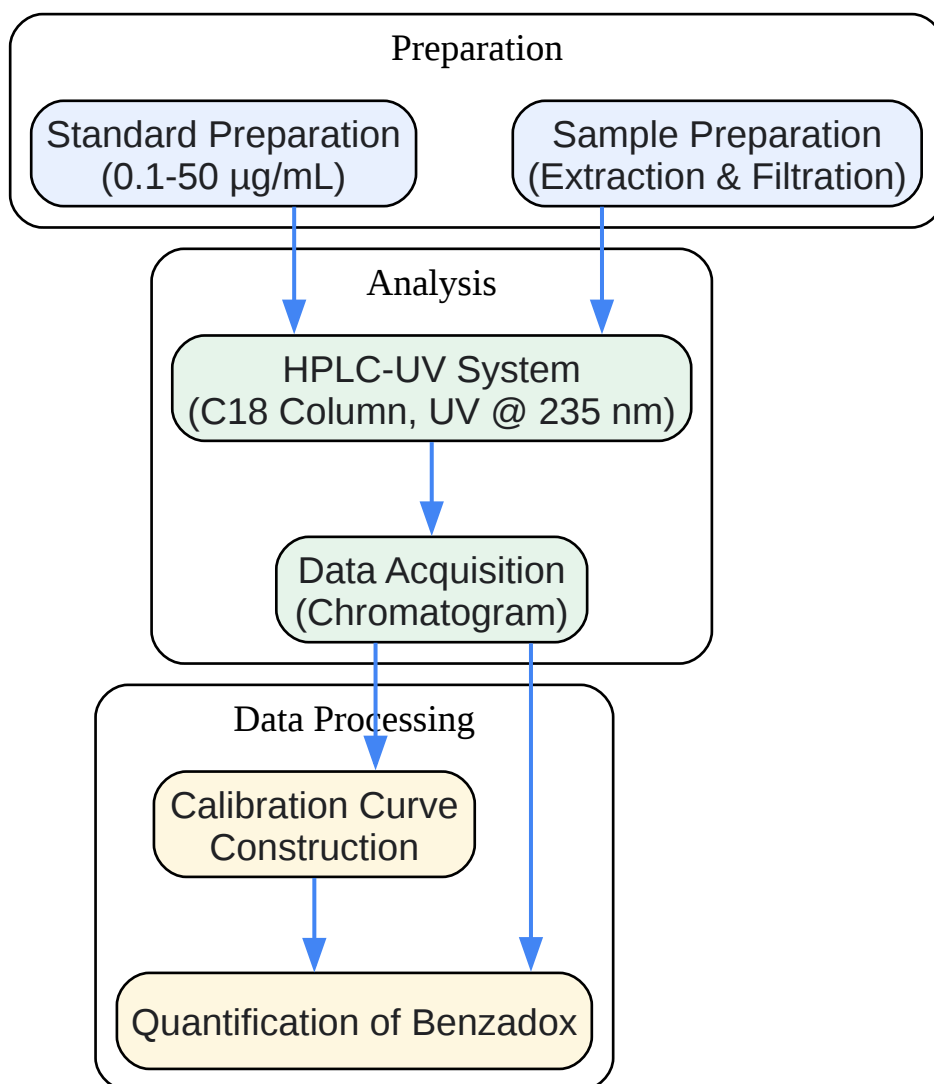 Preparation
Standard Preparation
(0.1-50 µg/mL)
Sample Preparation
(Extraction & Filtration)
Analysis
HPLC-UV System
(C18 Column, UV @ 235 nm)
Data Acquisition
(Chromatogram)
Data Processing
Calibration Curve
Construction
Quantification of Benzadox